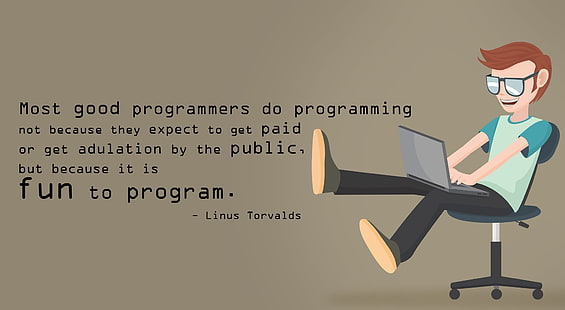 Most good programmers do programming
not because they expect to get paid
or get adulation by the public,
but because it is
fun to program.
- Linus Torvalds